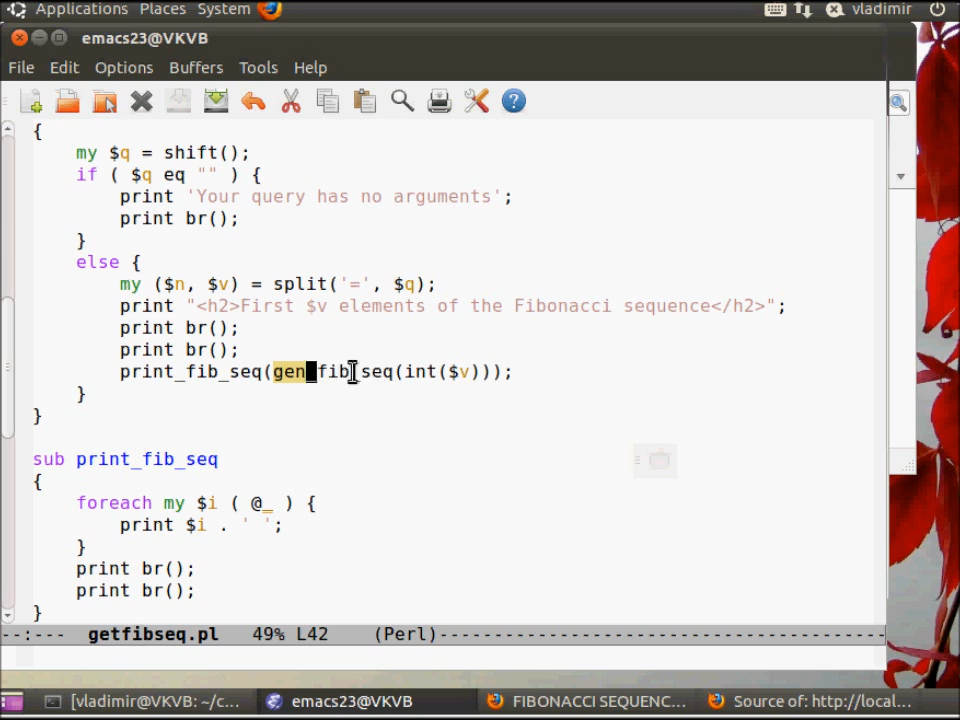 Applications Places System vladimir
emacs23@VKVB
File Edit Options Buffers Tools Help
{
    my $q = shift();
    if ( $q eq "" ) {
        print 'Your query has no arguments';
        print br();
    }
    else {
        my ($n, $v) = split('=', $q);
        print "<h2>First $v elements of the Fibonacci sequence</h2>";
        print br();
        print br();
        print_fib_seq(gen_fib_seq(int($v)));
    }
}
sub print_fib_seq
{
    foreach my $i ( @_ ) {
        print $i . ' ';
    }
    print br();
    print br();
}
--:--- getfibseq.pl 49% L42 (Perl)-----------------------------------------
[vladimir@VKVB: ~/c... emacs23@VKVB FIBONACCI SEQUENC... Source of: http://local...